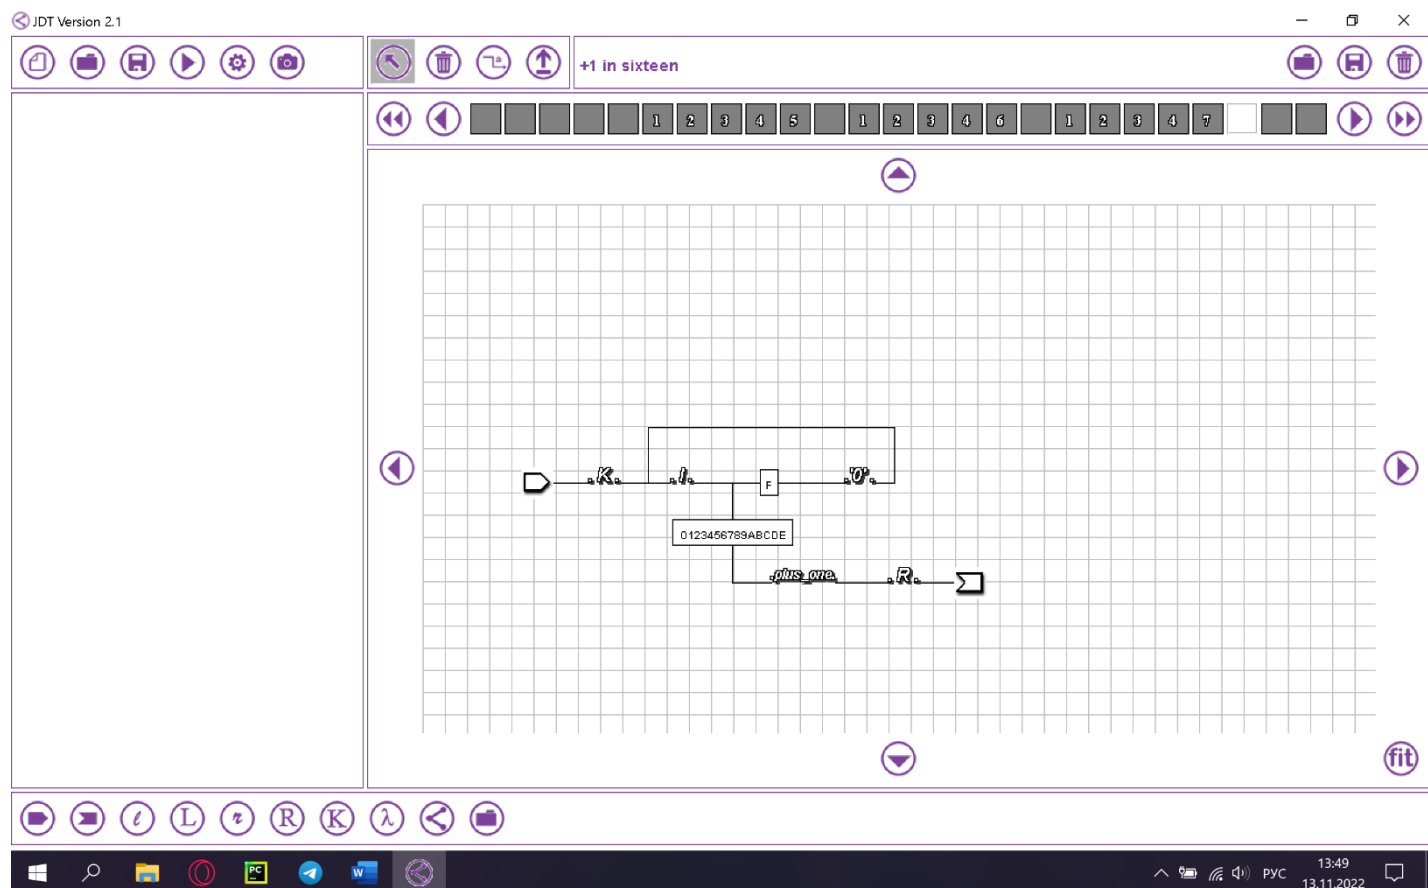 JDT Version 2.1
+1 in sixteen
1 2 3 4 5 1 2 3 4 6 1 2 3 4 7
.K. .l. F .'0'.
0123456789ABCDE
.plus_one. .R.
fit
l L r R K λ
PC W РУС 13:49
13.11.2022